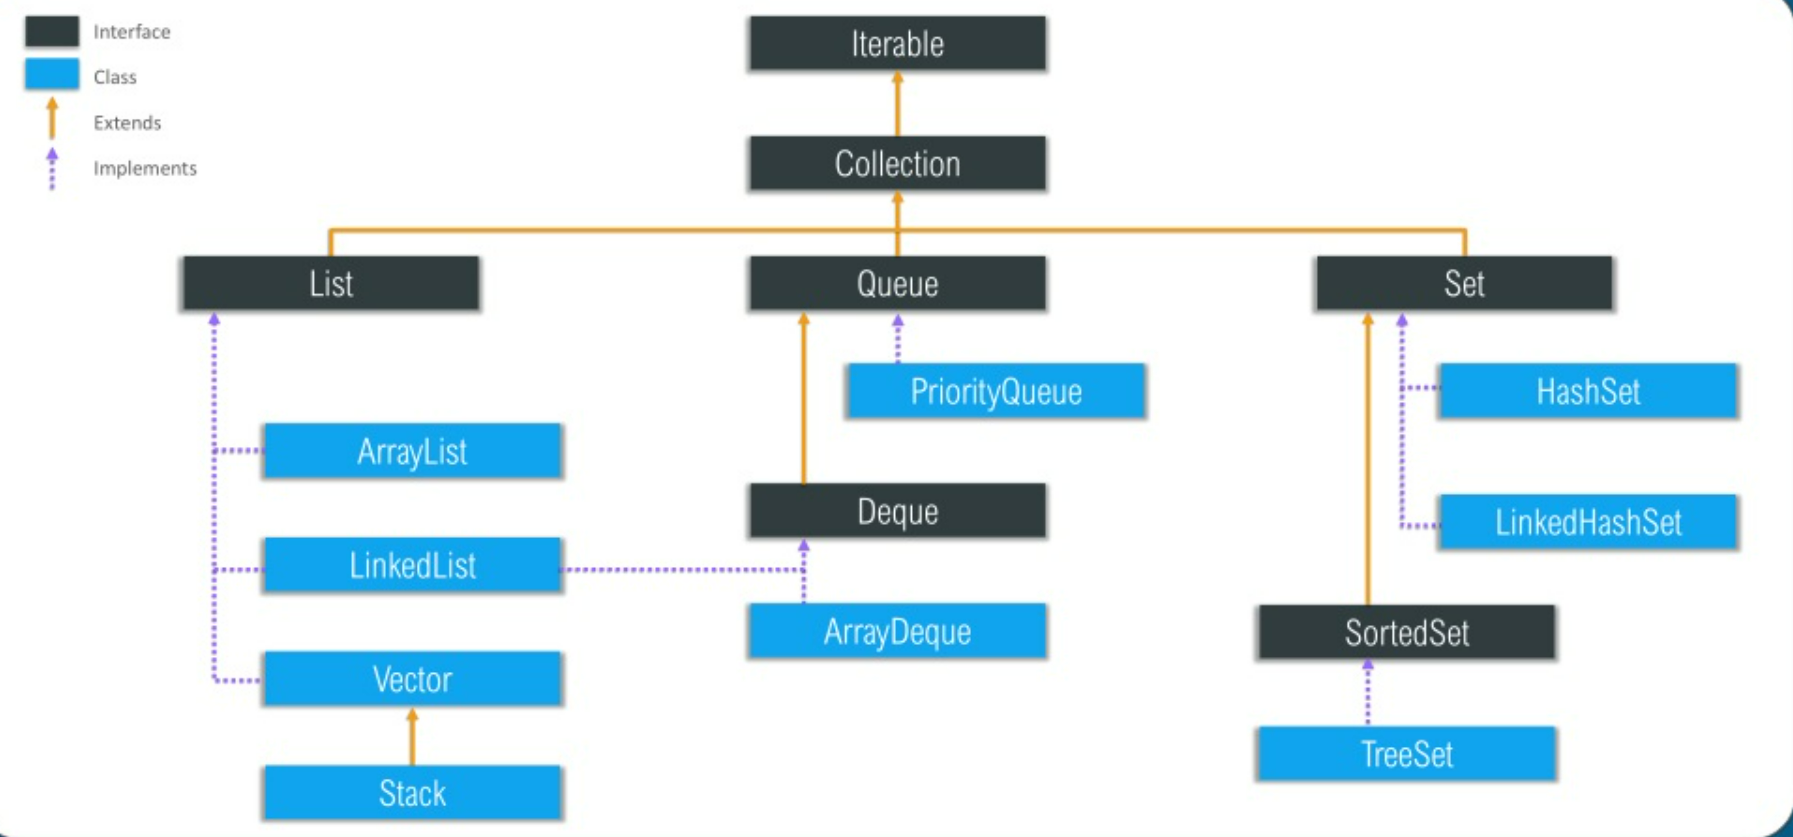 Interface
Class
Extends
Implements
Iterable
Collection
List
Queue
Set
PriorityQueue
HashSet
ArrayList
Deque
LinkedHashSet
LinkedList
ArrayDeque
SortedSet
Vector
TreeSet
Stack